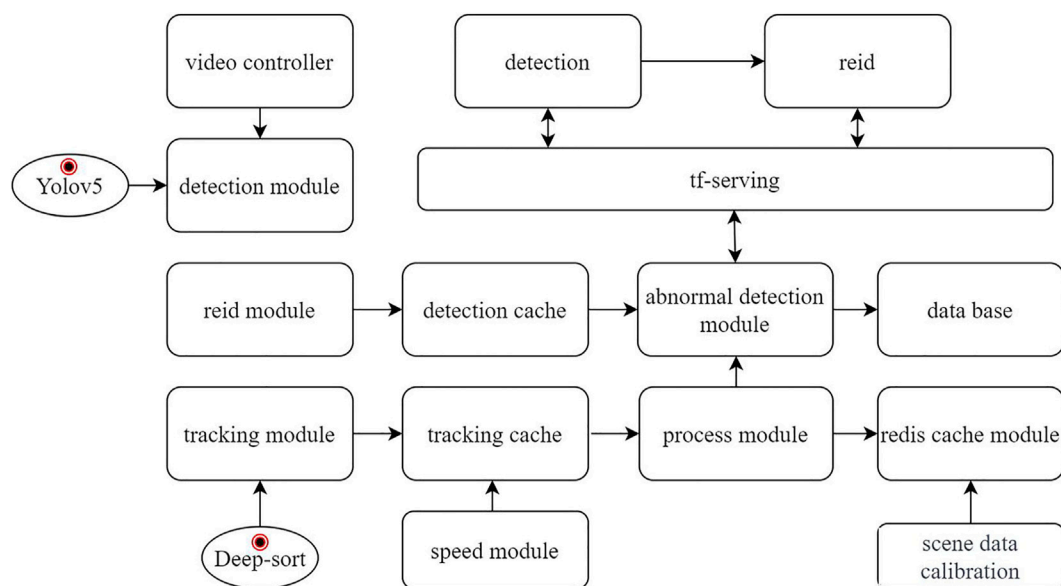 video controller
detection
reid
Yolov5
detection module
tf-serving
reid module
detection cache
abnormal detection
module
data base
tracking module
tracking cache
process module
redis cache module
Deep-sort
speed module
scene data
calibration